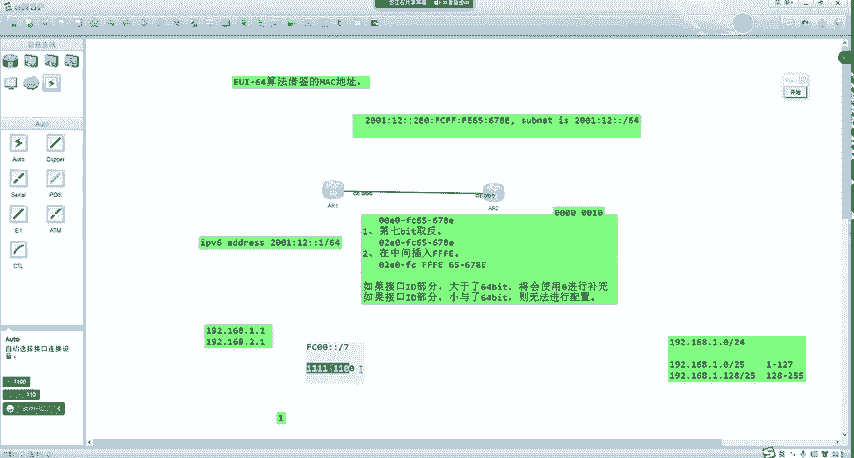 EUI-64算法借鉴的MAC地址。
2001:12::2E0:FCFF:FE65:678E, subnet is 2001:12::/64
AR1
AR2
0000 0010
00e0-fc65-678e
1、第七bit取反。
02e0-fc65-678e
2、在中间插入FFFE。
02e0-fc FFFE 65-678E
如果接口ID部分，大于了64bit，将会使用0进行补充
如果接口ID部分，小与了64bit，则无法进行配置。
ipv6 address 2001:12::1/64
192.168.1.1
192.168.2.1
FC00::/7
1111 1100
1
192.168.1.0/24
192.168.1.0/25 1-127
192.168.1.128/25 128-255
开始
Auto
Auto
Copper
Serial
POS
E1
ATM
CTL
Auto
自动选择接口连接设备。